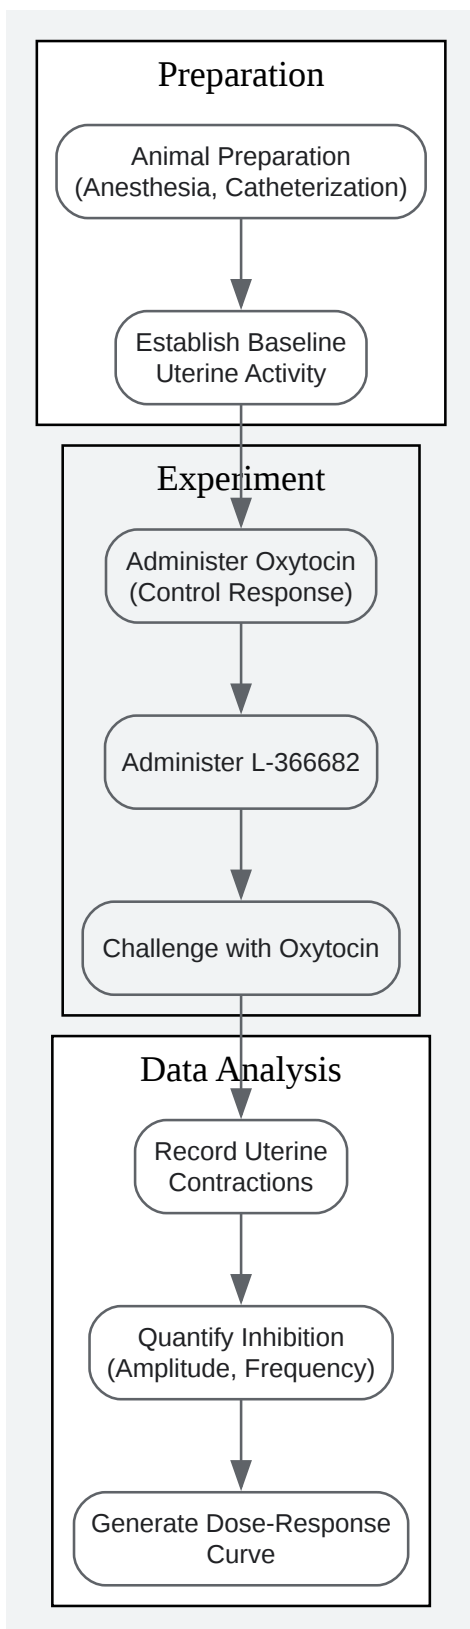 Preparation
Animal Preparation
(Anesthesia, Catheterization)
Establish Baseline
Uterine Activity
Experiment
Administer Oxytocin
(Control Response)
Administer L-366682
Challenge with Oxytocin
Data Analysis
Record Uterine
Contractions
Quantify Inhibition
(Amplitude, Frequency)
Generate Dose-Response
Curve